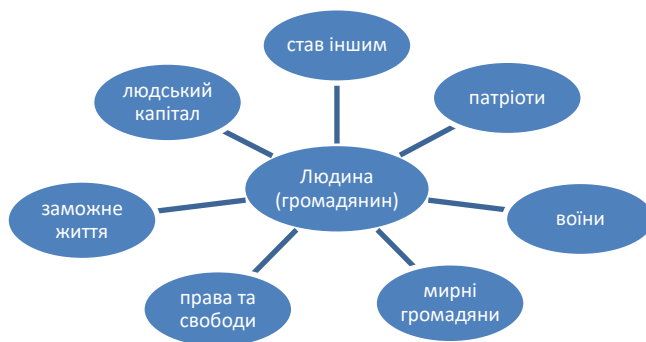 став іншим
патріоти
воїни
мирні
громадяни
права та
свободи
заможне
життя
людський
капітал
Людина
(громадянин)